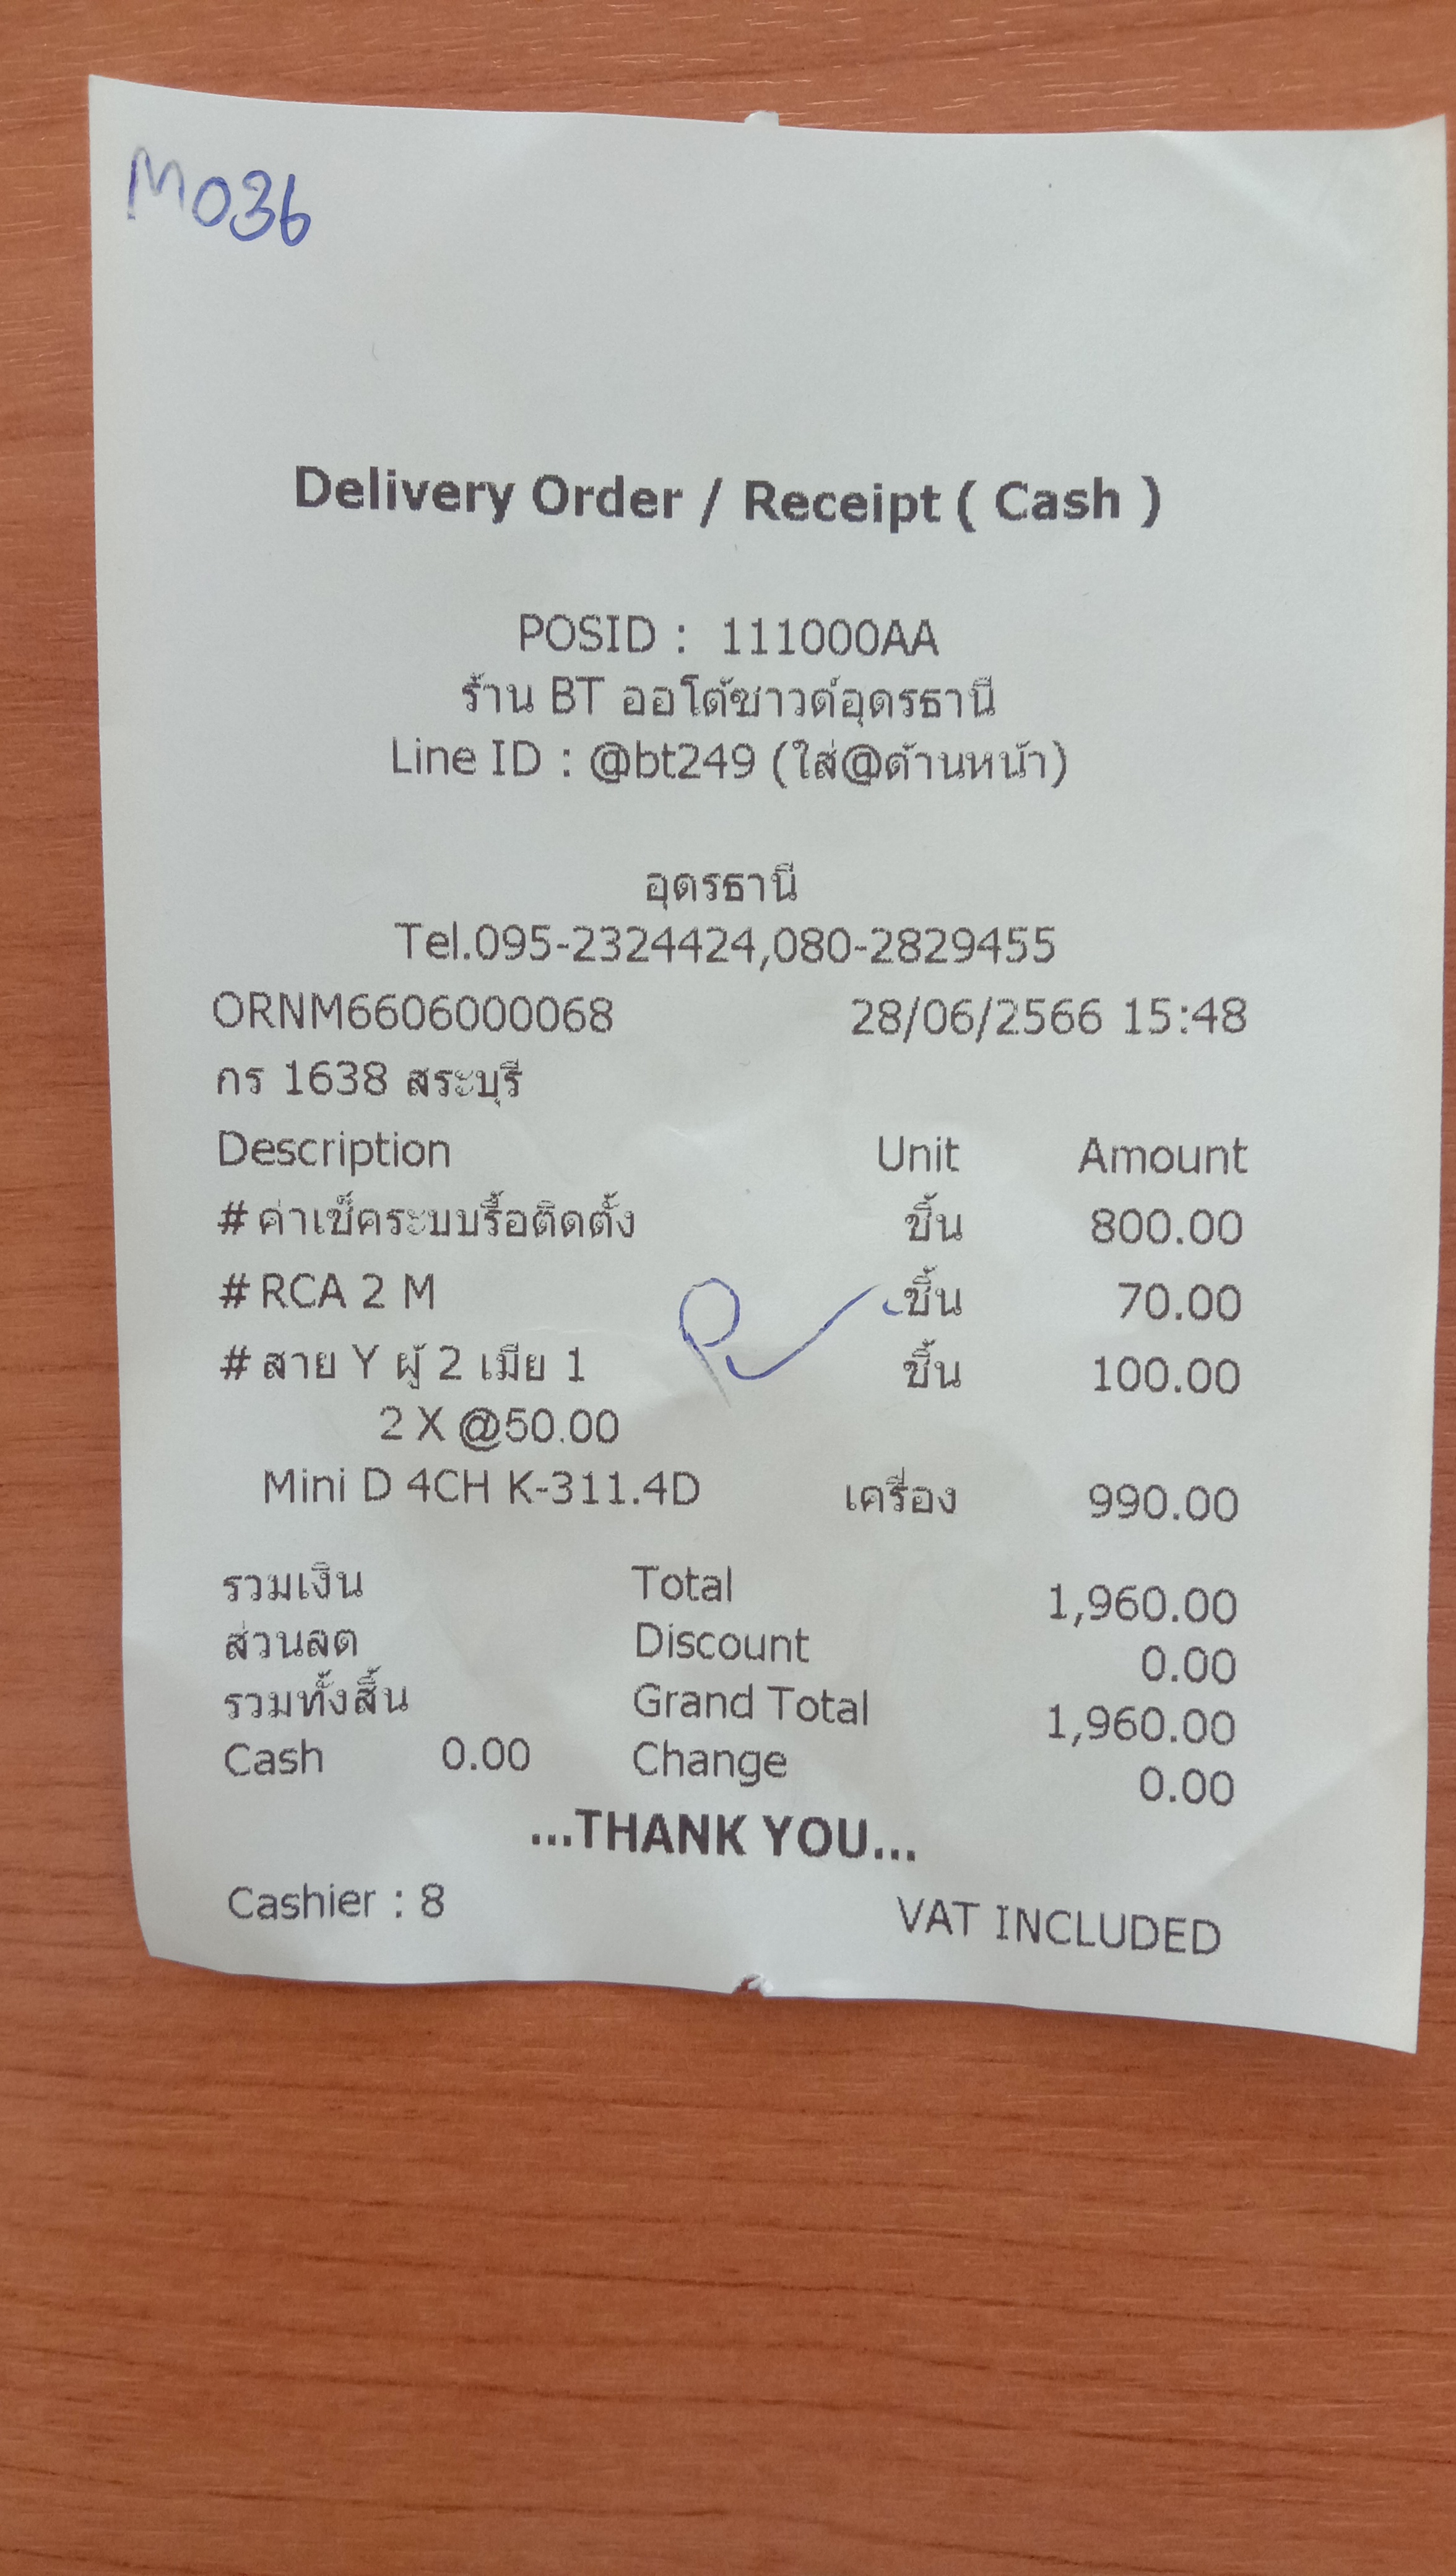 M036
Delivery Order / Receipt ( Cash )
POSID : 111000AA
ร้าน BT ออโต้ซาวด์อุดรธานี
Line ID : @bt249 (ใส่@ด้านหน้า)
อุดรธานี
Tel.095-2324424,080-2829455
ORNM6606000068 28/06/2566 15:48
กร 1638 สระบุรี
Description Unit Amount
# ค่าเช็คระบบรื้อติดตั้ง ชิ้น 800.00
# RCA 2 M ชิ้น 70.00
# สาย Y ผู้ 2 เมีย 1 ชิ้น 100.00
2 X @50.00
Mini D 4CH K-311.4D เครื่อง 990.00
รวมเงิน Total 1,960.00
ส่วนลด Discount 0.00
รวมทั้งสิ้น Grand Total 1,960.00
Cash 0.00 Change 0.00
...THANK YOU...
Cashier : 8 VAT INCLUDED